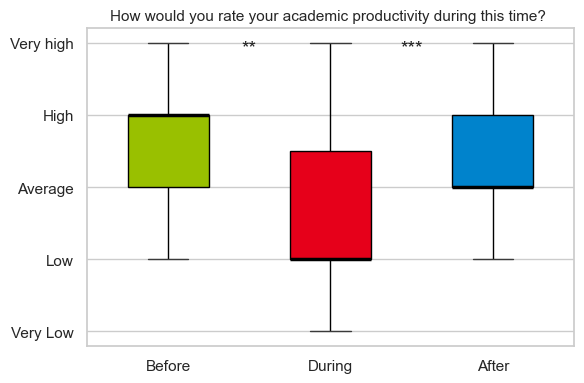 How would you rate your academic productivity during this time?
Very high
** ***
High
Average
Low
Very Low
Before During After